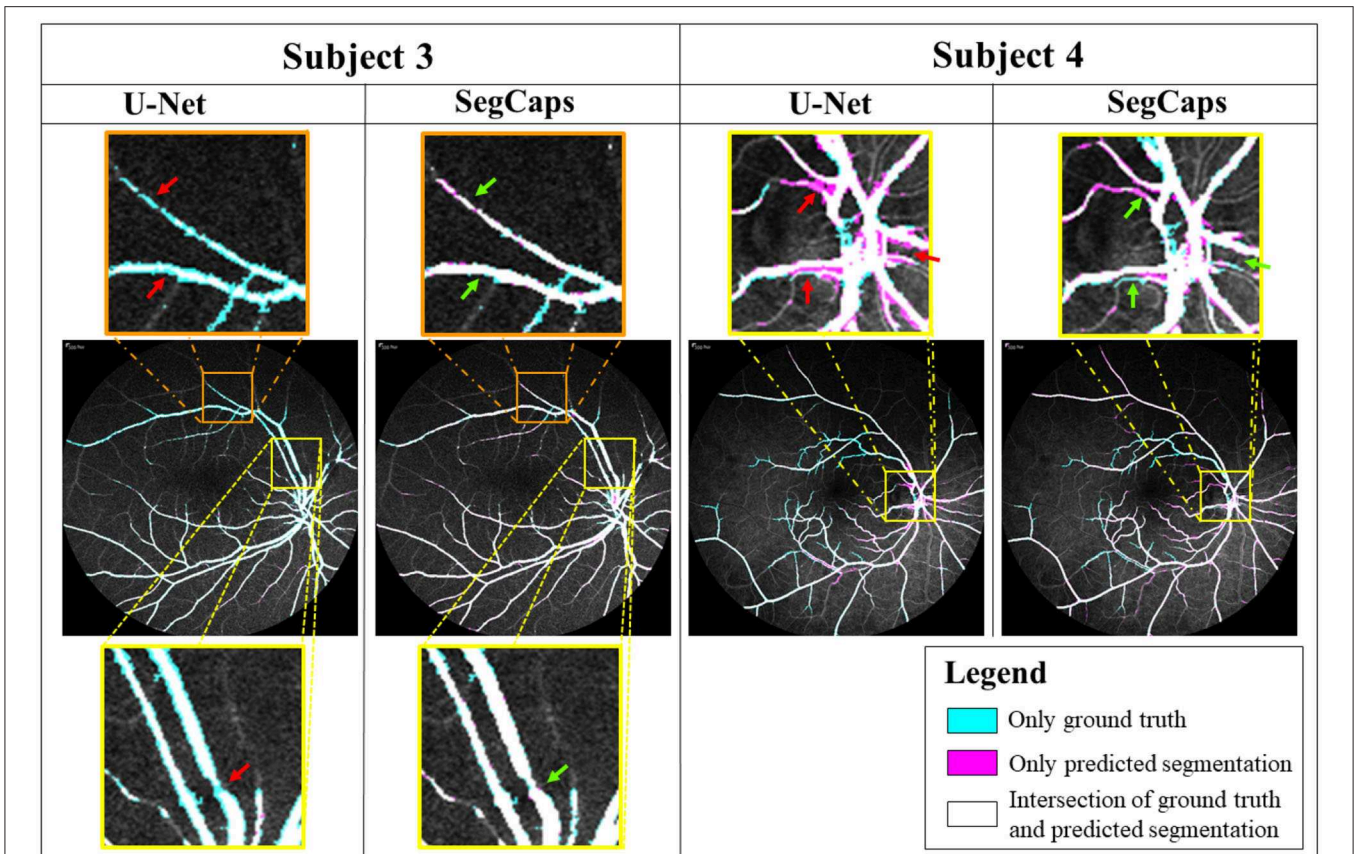 Subject 3
Subject 4
U-Net
SegCaps
U-Net
SegCaps
Legend
Only ground truth
Only predicted segmentation
Intersection of ground truth
and predicted segmentation